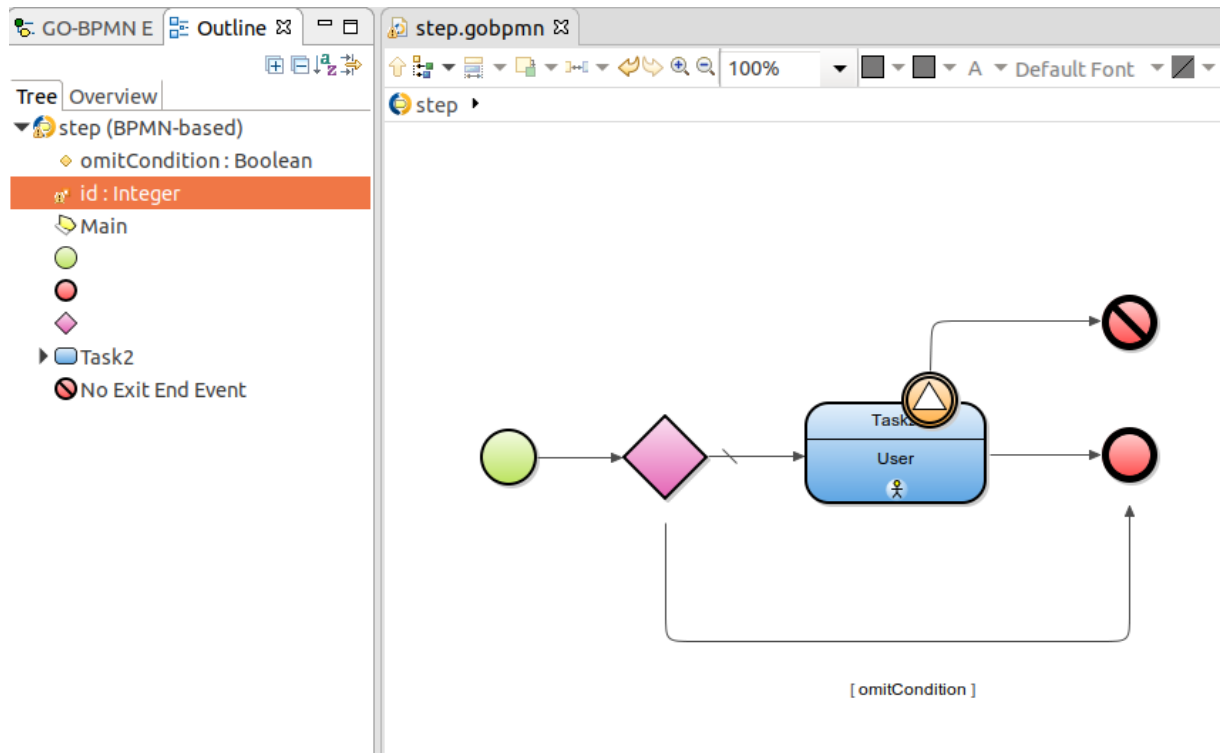 GO-BPMN E
Outline
step.gobpmn
100%
A
Default Font
Tree
Overview
step
step (BPMN-based)
omitCondition : Boolean
id : Integer
Main
Task2
No Exit End Event
Task2
User
[ omitCondition ]